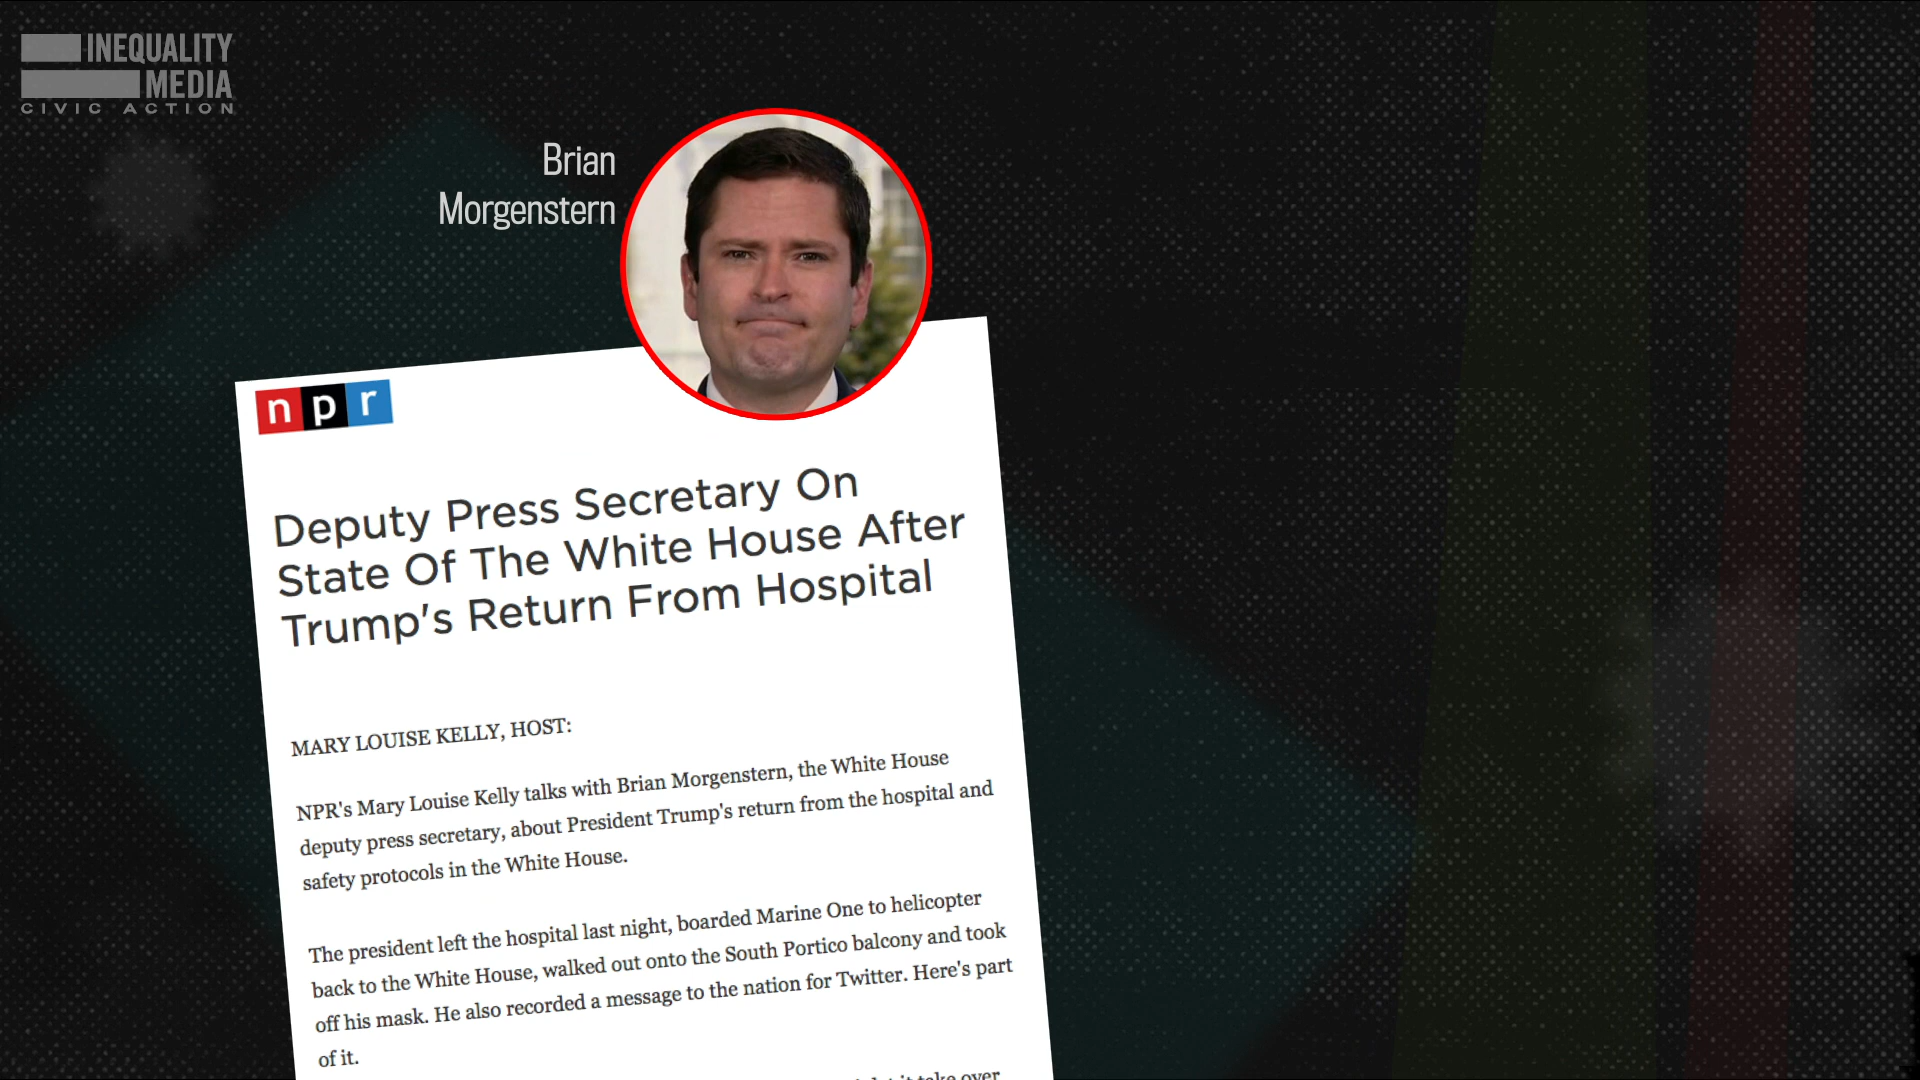 INEQUALITY
MEDIA
CIVIC ACTION
Brian
Morgenstern
npr
Deputy Press Secretary On
State Of The White House After
Trump's Return From Hospital
MARY LOUISE KELLY, HOST:
NPR's Mary Louise Kelly talks with Brian Morgenstern, the White House
deputy press secretary, about President Trump's return from the hospital and
safety protocols in the White House.
The president left the hospital last night, boarded Marine One to helicopter
back to the White House, walked out onto the South Portico balcony and took
off his mask. He also recorded a message to the nation for Twitter. Here's part
of it.
it take over